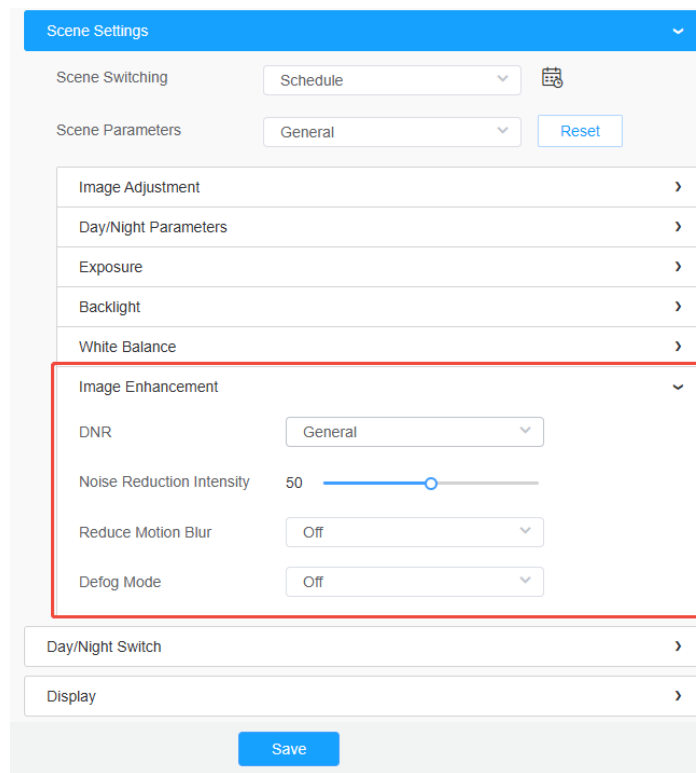 Scene Settings
Scene Switching Schedule
Scene Parameters General Reset
Image Adjustment
Day/Night Parameters
Exposure
Backlight
White Balance
Image Enhancement
DNR General
Noise Reduction Intensity 50
Reduce Motion Blur Off
Defog Mode Off
Day/Night Switch
Display
Save